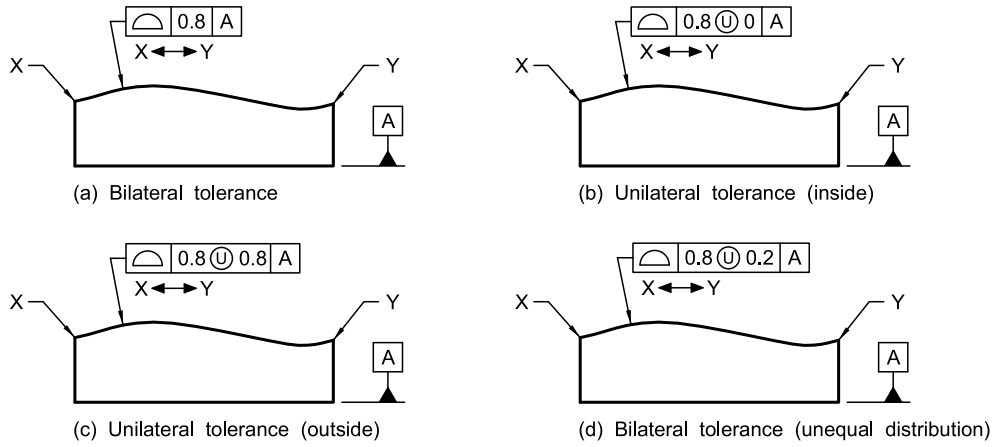 0.8 A
X Y
X Y
A
(a) Bilateral tolerance
0.8 Ⓤ 0 A
X Y
X Y
A
(b) Unilateral tolerance (inside)
0.8 Ⓤ 0.8 A
X Y
X Y
A
(c) Unilateral tolerance (outside)
0.8 Ⓤ 0.2 A
X Y
X Y
A
(d) Bilateral tolerance (unequal distribution)